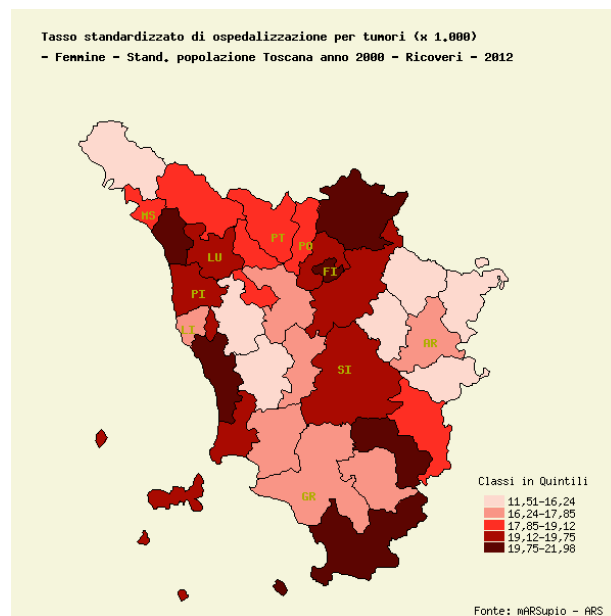 Tasso standardizzato di ospedalizzazione per tumori (x 1.000)
- Femmine - Stand. popolazione Toscana anno 2000 - Ricoveri - 2012
MS
PT
PO
LU
FI
PI
LI
AR
SI
GR
Classi in Quintili
11,51-16,24
16,24-17,85
17,85-19,12
19,12-19,75
19,75-21,98
Fonte: mARSupio - ARS